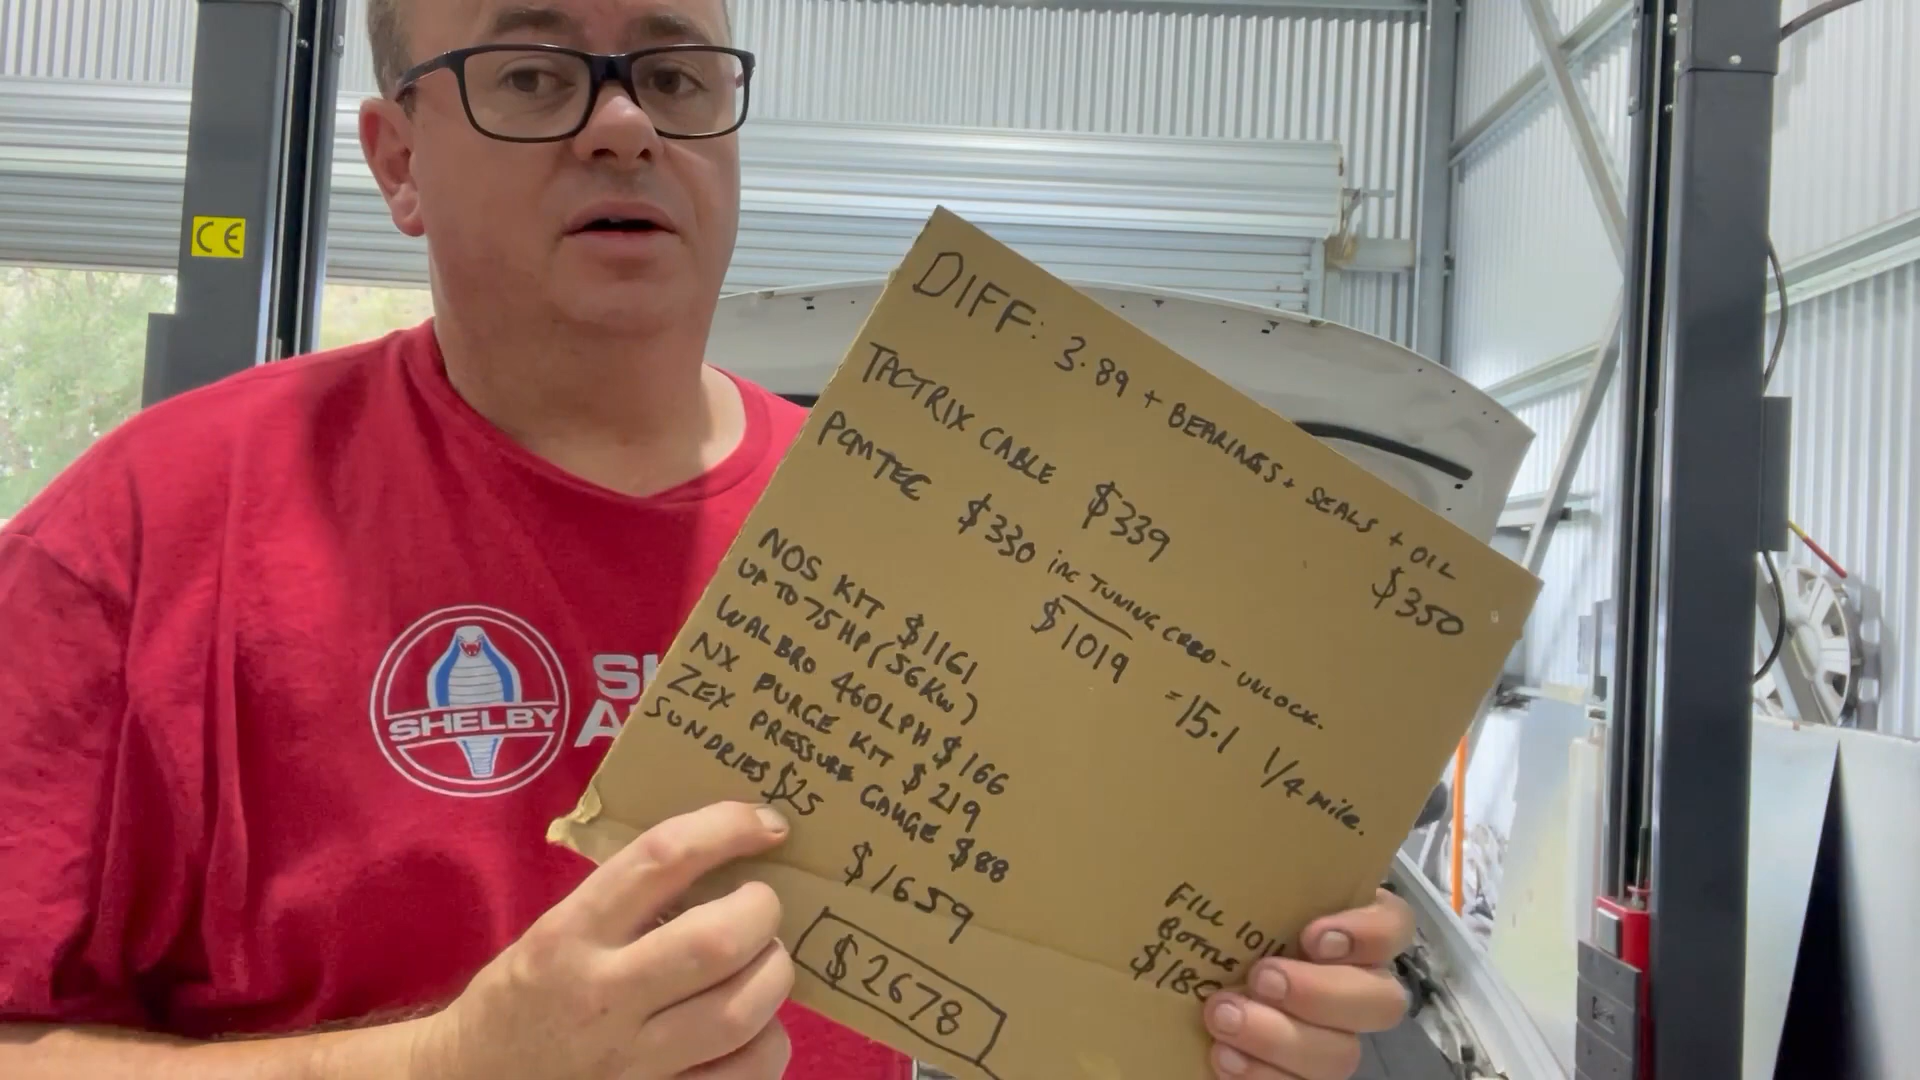 DIFF: 3.89 + BEARINGS + SEALS + OIL
$350
TACTRIX CABLE $339
PCMTEC $330 inc TUNING CRED - UNLOCK.
$1019 = 15.1 1/4 mile.
NOS KIT $1161
UP TO 75HP (56KW)
WALBRO 460LPH $166
NX PURGE KIT $219
ZEX PRESSURE GAUGE $88
SUNDRIES $25
$1659
$2678
FILL 10lb
BOTTLE
$180
CE
SHELBY